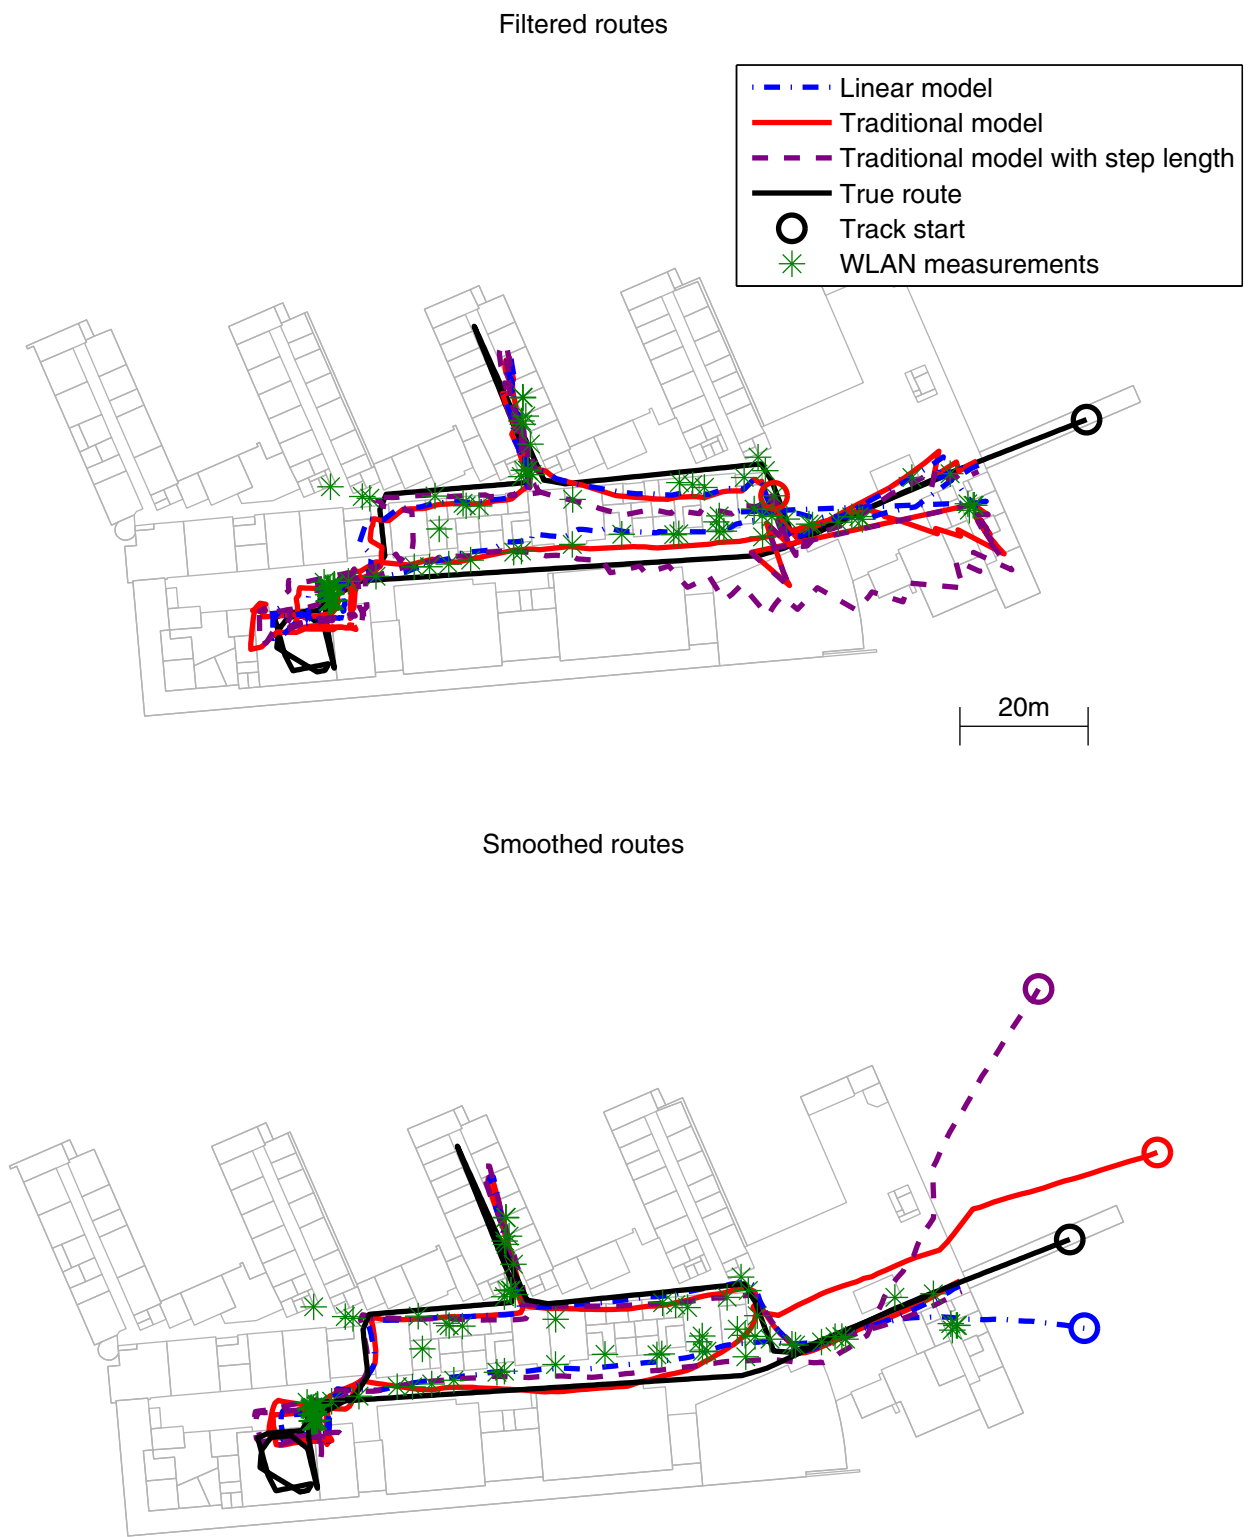 Filtered routes
Linear model
Traditional model
Traditional model with step length
True route
Track start
WLAN measurements
20m
Smoothed routes